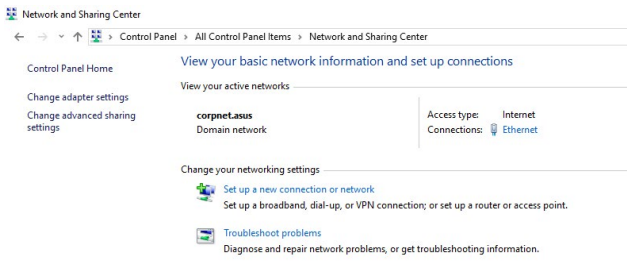 Network and Sharing Center
Control Panel > All Control Panel Items > Network and Sharing Center
Control Panel Home
Change adapter settings
Change advanced sharing
settings
View your basic network information and set up connections
View your active networks
corpnet.asus
Domain network
Access type: Internet
Connections: Ethernet
Change your networking settings
Set up a new connection or network
Set up a broadband, dial-up, or VPN connection; or set up a router or access point.
Troubleshoot problems
Diagnose and repair network problems, or get troubleshooting information.